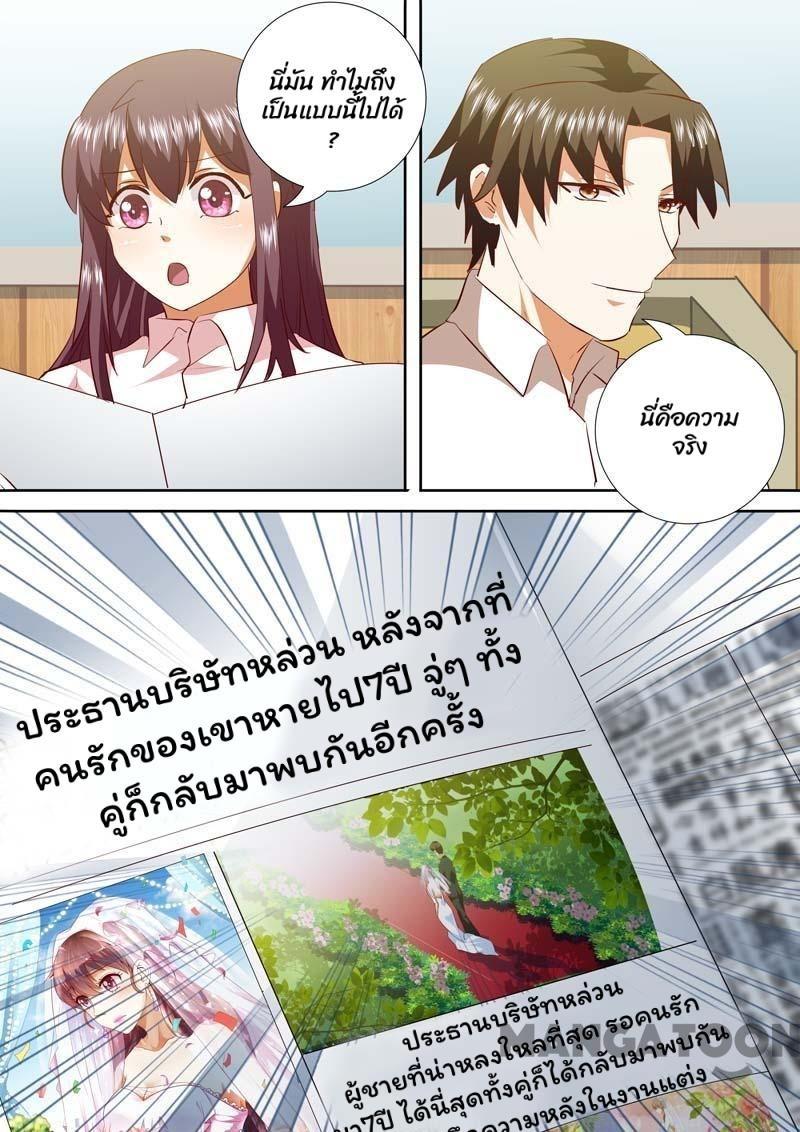 นี่มัน ทำไมถึง
เป็นแบบนี้ไปได้
?
นี่คือความ
จริง
ประธานบริษัทหล่วน หลังจากที่
คนรักของเขาหายไป7ปี จู่ๆ ทั้ง
คู่ก็กลับมาพบกันอีกครั้ง
ประธานบริษัทหล่วน
ผู้ชายที่น่าหลงใหลที่สุด รอคนรัก
มา7ปี ได้นี่สุดทั้งคู่ก็ได้กลับมาพบกัน
ความหลังในงานแต่ง
MANGATOON